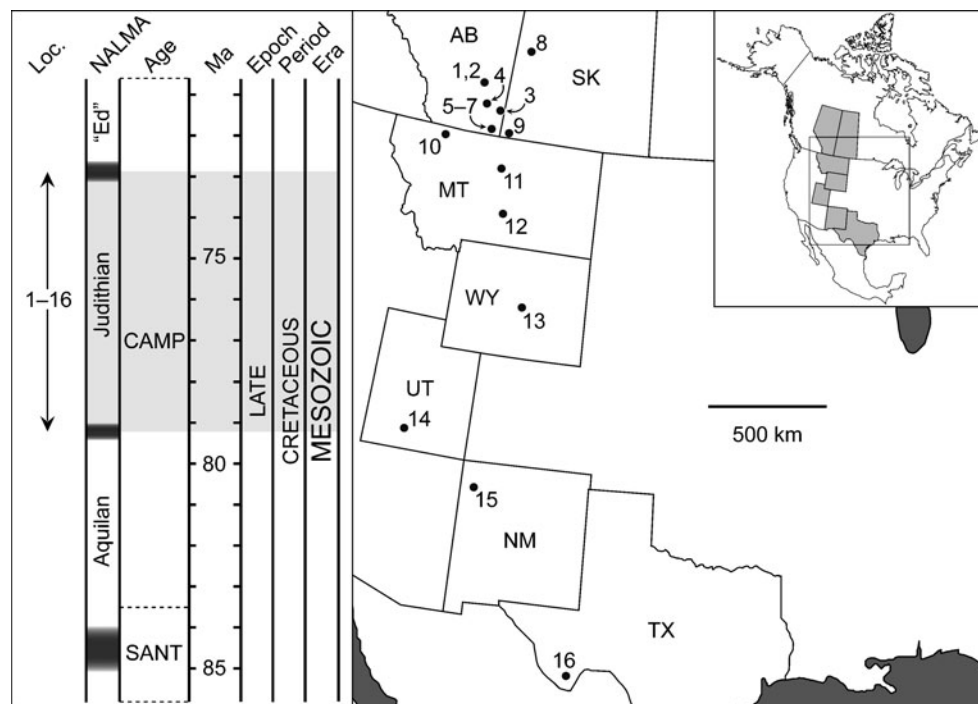 Loc.
NALMA
Age
Ma
Epoch
Period
Era
"Ed"
Judithian
Aquilan
1–16
CAMP
SANT
75
80
85
LATE
CRETACEOUS
MESOZOIC
AB
8
1,2
4
SK
3
5–7
9
10
11
MT
12
WY
13
UT
14
500 km
15
NM
TX
16